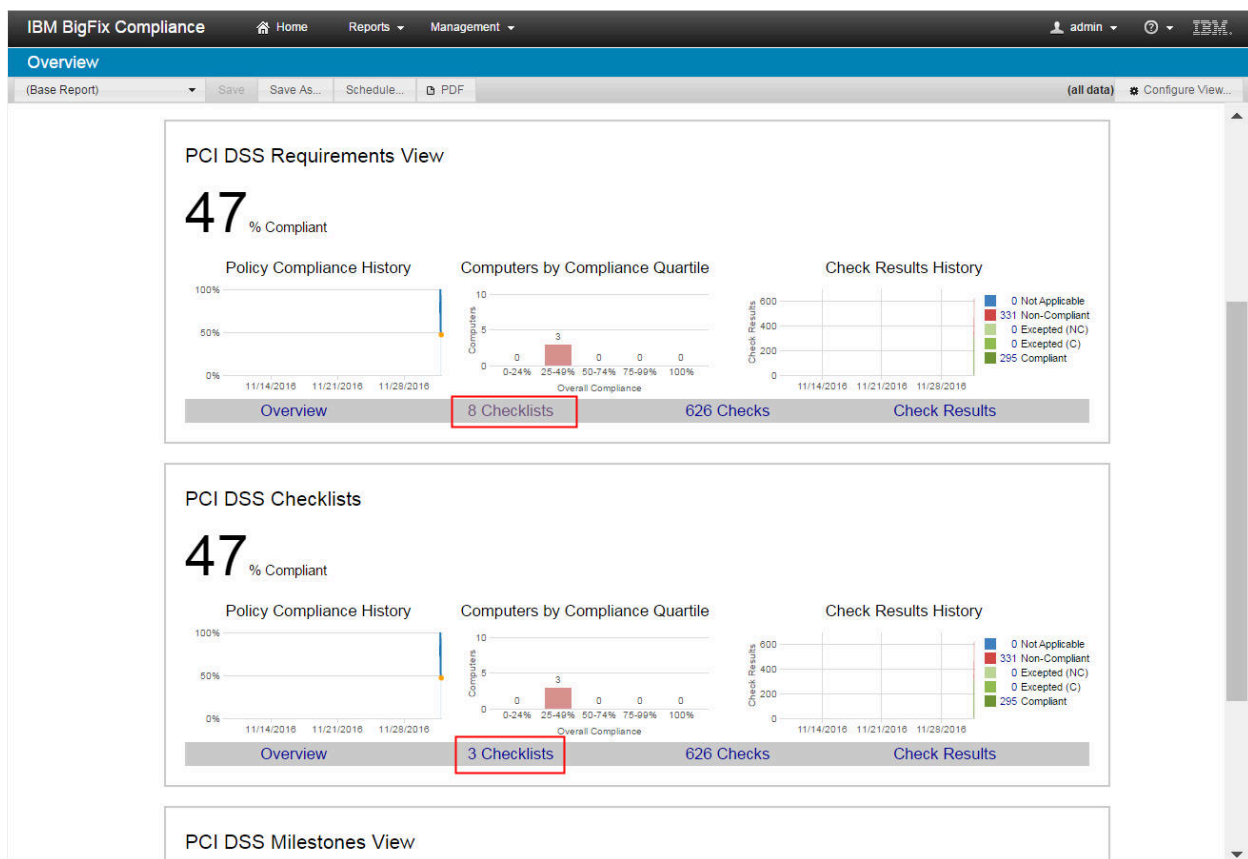 IBM BigFix Compliance Home Reports Management admin IBM.
Overview
(Base Report) Save Save As... Schedule... PDF (all data) Configure View...
PCI DSS Requirements View
47 % Compliant
Policy Compliance History Computers by Compliance Quartile Check Results History
100%
50%
0%
11/14/2016 11/21/2016 11/28/2016
Computers
10
5
0
0 3 0 0 0
0-24% 25-49% 50-74% 75-99% 100%
Overall Compliance
Check Results
600
400
200
0
11/14/2016 11/21/2016 11/28/2016
0 Not Applicable
331 Non-Compliant
0 Excepted (NC)
0 Excepted (C)
295 Compliant
Overview 8 Checklists 626 Checks Check Results
PCI DSS Checklists
47 % Compliant
Policy Compliance History Computers by Compliance Quartile Check Results History
100%
50%
0%
11/14/2016 11/21/2016 11/28/2016
Computers
10
5
0
0 3 0 0 0
0-24% 25-49% 50-74% 75-99% 100%
Overall Compliance
Check Results
600
400
200
0
11/14/2016 11/21/2016 11/28/2016
0 Not Applicable
331 Non-Compliant
0 Excepted (NC)
0 Excepted (C)
295 Compliant
Overview 3 Checklists 626 Checks Check Results
PCI DSS Milestones View